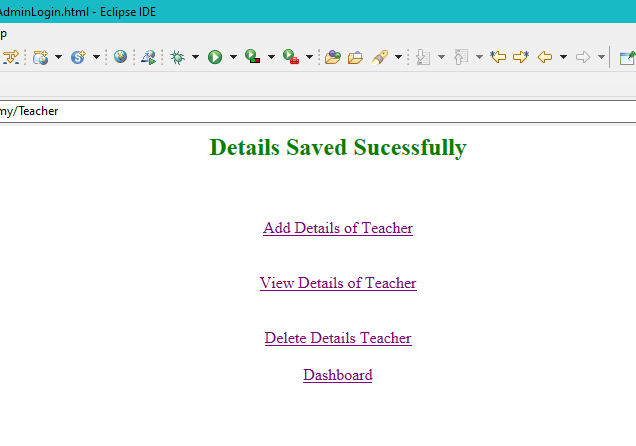 AdminLogin.html - Eclipse IDE
p
my/Teacher
Details Saved Sucessfully
Add Details of Teacher
View Details of Teacher
Delete Details Teacher
Dashboard